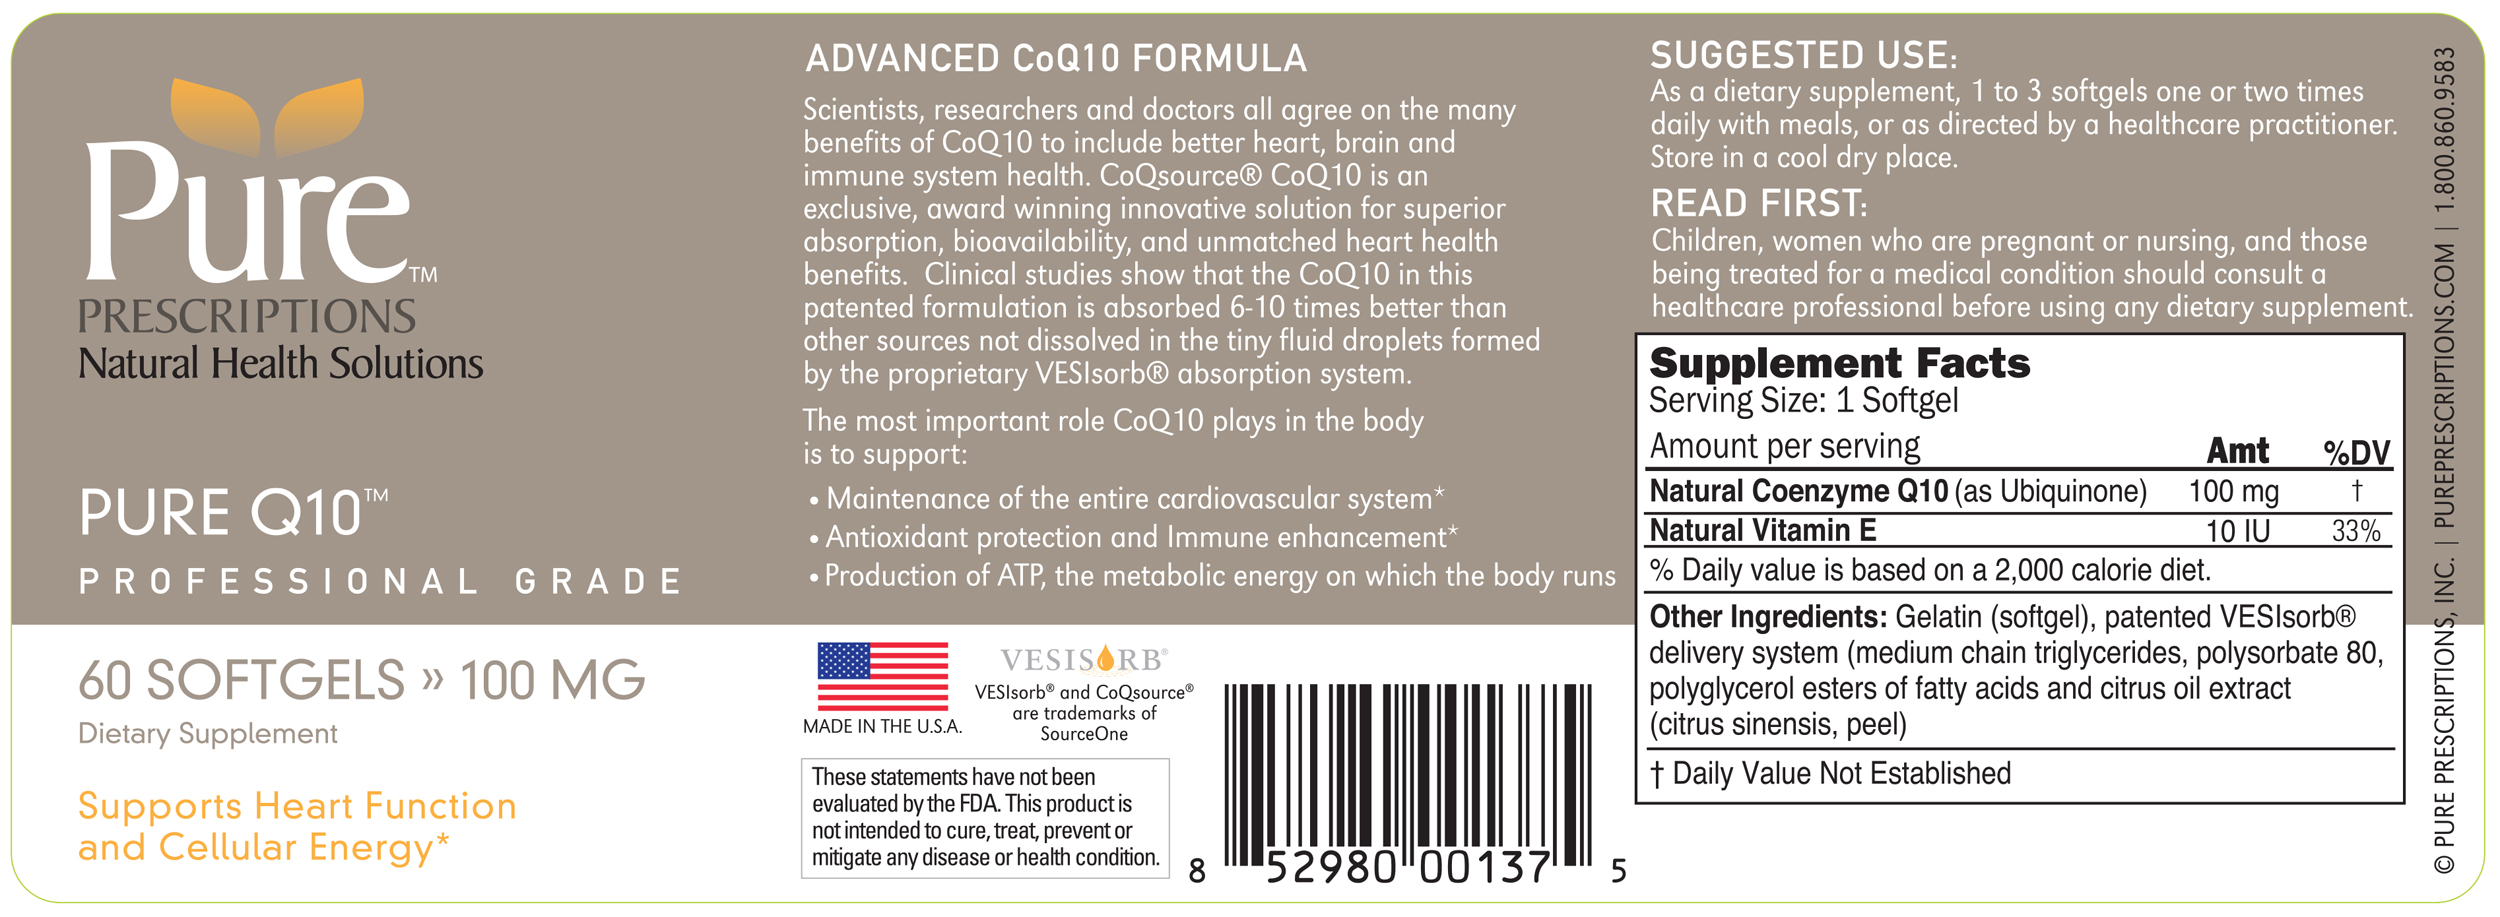 Pure™
PRESCRIPTIONS
Natural Health Solutions
PURE Q10™
PROFESSIONAL GRADE
60 SOFTGELS » 100 MG
Dietary Supplement
Supports Heart Function
and Cellular Energy*
ADVANCED CoQ10 FORMULA
Scientists, researchers and doctors all agree on the many
benefits of CoQ10 to include better heart, brain and
immune system health. CoQsource® CoQ10 is an
exclusive, award winning innovative solution for superior
absorption, bioavailability, and unmatched heart health
benefits.  Clinical studies show that the CoQ10 in this
patented formulation is absorbed 6-10 times better than
other sources not dissolved in the tiny fluid droplets formed
by the proprietary VESIsorb® absorption system.
The most important role CoQ10 plays in the body
is to support:
• Maintenance of the entire cardiovascular system*
• Antioxidant protection and Immune enhancement*
• Production of ATP, the metabolic energy on which the body runs
MADE IN THE U.S.A.
VESISORB®
VESIsorb® and CoQsource®
are trademarks of
SourceOne
These statements have not been
evaluated by the FDA. This product is
not intended to cure, treat, prevent or
mitigate any disease or health condition.
8 52980 00137 5
SUGGESTED USE:
As a dietary supplement, 1 to 3 softgels one or two times
daily with meals, or as directed by a healthcare practitioner.
Store in a cool dry place.
READ FIRST:
Children, women who are pregnant or nursing, and those
being treated for a medical condition should consult a
healthcare professional before using any dietary supplement.
Supplement Facts
Serving Size: 1 Softgel
Amount per serving Amt %DV
Natural Coenzyme Q10 (as Ubiquinone) 100 mg †
Natural Vitamin E 10 IU 33%
% Daily value is based on a 2,000 calorie diet.
Other Ingredients: Gelatin (softgel), patented VESIsorb®
delivery system (medium chain triglycerides, polysorbate 80,
polyglycerol esters of fatty acids and citrus oil extract
(citrus sinensis, peel)
† Daily Value Not Established
© PURE PRESCRIPTIONS, INC. | PUREPRESCRIPTIONS.COM | 1.800.860.9583